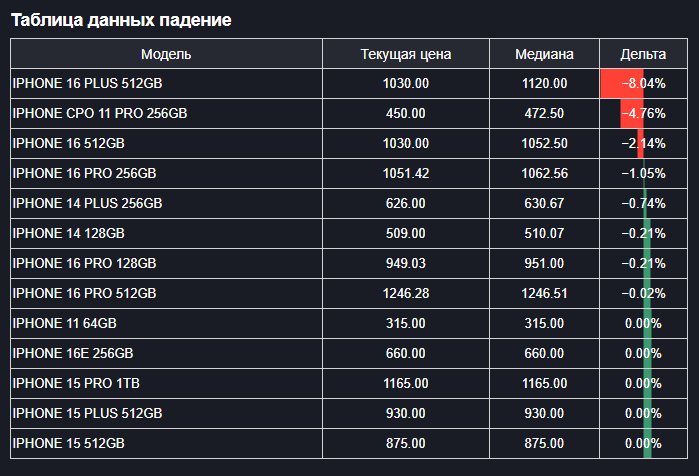 Таблица данных падение
Модель Текущая цена Медиана Дельта
IPHONE 16 PLUS 512GB 1030.00 1120.00 −8.04%
IPHONE CPO 11 PRO 256GB 450.00 472.50 −4.76%
IPHONE 16 512GB 1030.00 1052.50 −2.14%
IPHONE 16 PRO 256GB 1051.42 1062.56 −1.05%
IPHONE 14 PLUS 256GB 626.00 630.67 −0.74%
IPHONE 14 128GB 509.00 510.07 −0.21%
IPHONE 16 PRO 128GB 949.03 951.00 −0.21%
IPHONE 16 PRO 512GB 1246.28 1246.51 −0.02%
IPHONE 11 64GB 315.00 315.00 0.00%
IPHONE 16E 256GB 660.00 660.00 0.00%
IPHONE 15 PRO 1TB 1165.00 1165.00 0.00%
IPHONE 15 PLUS 512GB 930.00 930.00 0.00%
IPHONE 15 512GB 875.00 875.00 0.00%